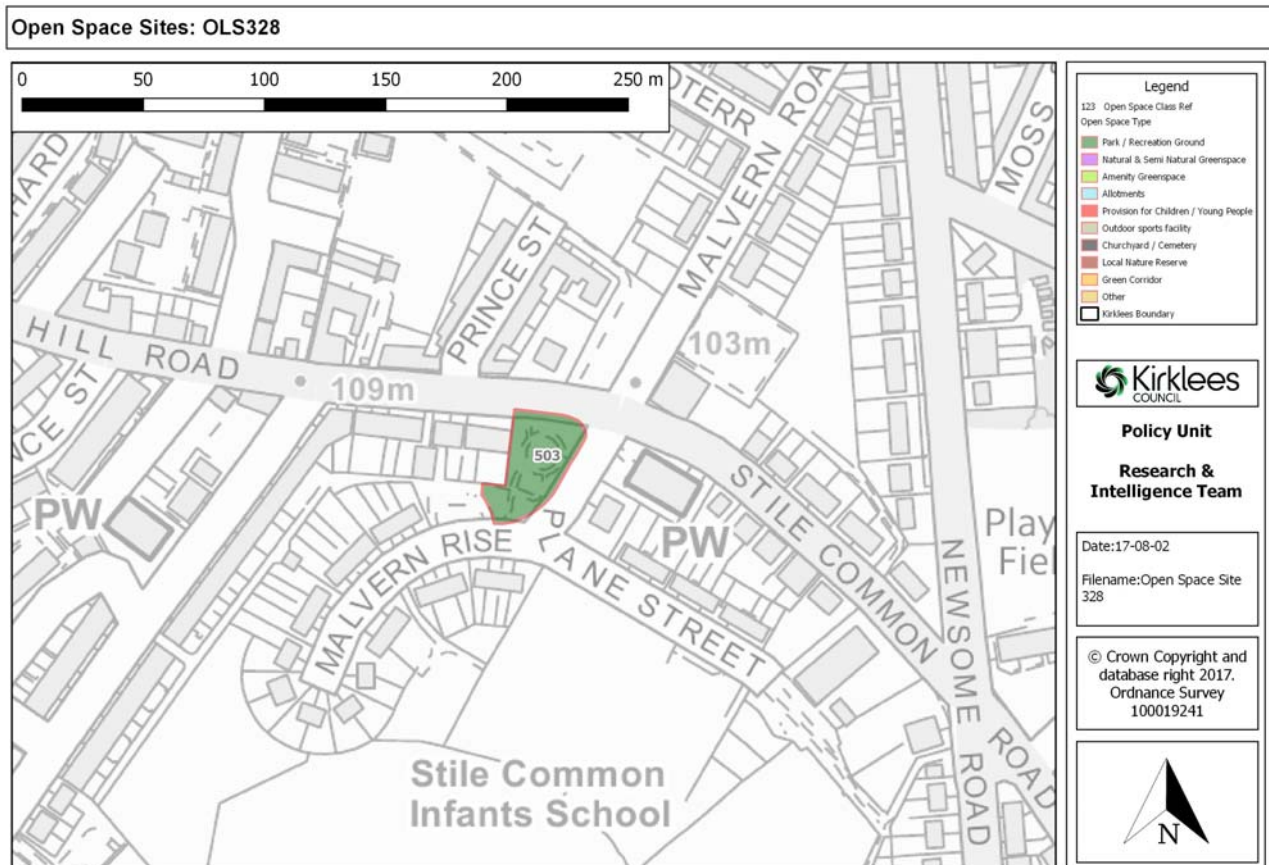 Open Space Sites: OLS328
0 50 100 150 200 250 m
HARD
OTERR
MALVERN ROA
MOSS
PRINCE ST
HILL ROAD
109m
103m
503
NCE ST
PW
MALVERN RISE
PLANE STREET
PW
STILE COMMON ROAD
NEWSOME ROAD
Play
Fiel
Stile Common
Infants School
Legend
123 Open Space Class Ref
Open Space Type
Park / Recreation Ground
Natural & Semi Natural Greenspace
Amenity Greenspace
Allotments
Provision for Children / Young People
Outdoor sports facility
Churchyard / Cemetery
Local Nature Reserve
Green Corridor
Other
Kirklees Boundary
Kirklees
COUNCIL
Policy Unit
Research &
Intelligence Team
Date:17-08-02
Filename:Open Space Site
328
© Crown Copyright and
database right 2017.
Ordnance Survey
100019241
N